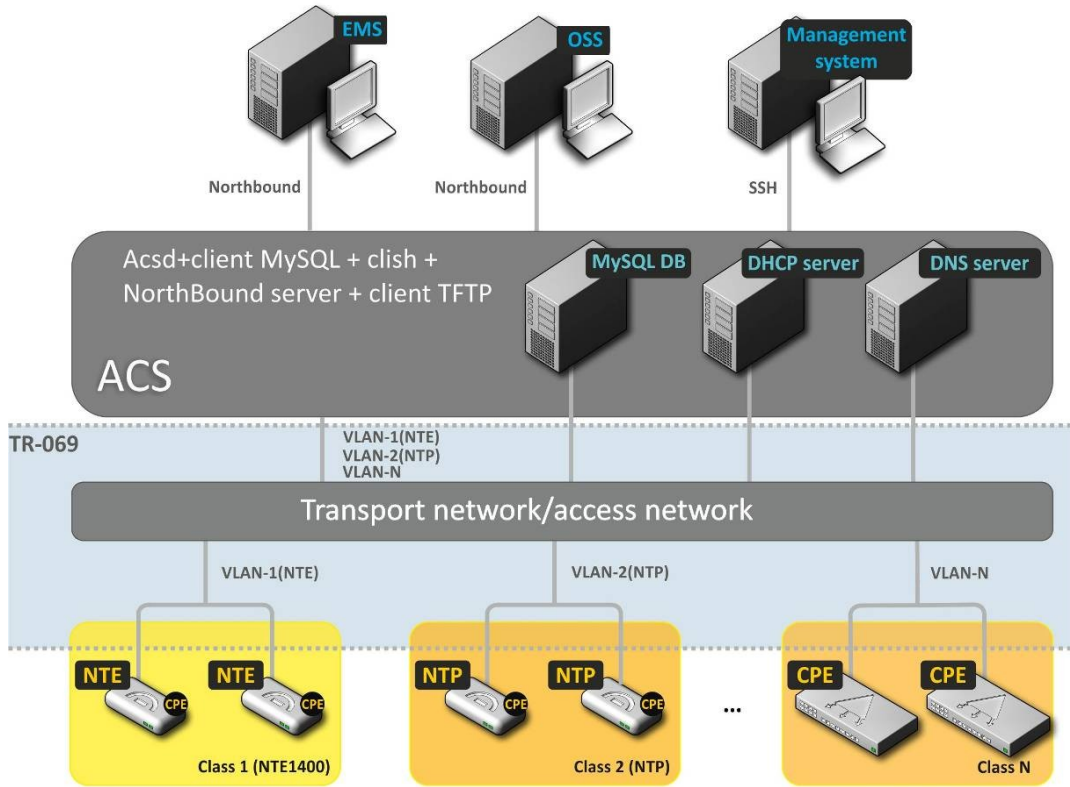 EMS
OSS
Management
system
Northbound
Northbound
SSH
Acsd+client MySQL + clish +
NorthBound server + client TFTP
MySQL DB
DHCP server
DNS server
ACS
TR-069
VLAN-1(NTE)
VLAN-2(NTP)
VLAN-N
Transport network/access network
VLAN-1(NTE)
VLAN-2(NTP)
VLAN-N
NTE
NTE
NTP
NTP
CPE
CPE
CPE
CPE
CPE
CPE
...
Class 1 (NTE1400)
Class 2 (NTP)
Class N